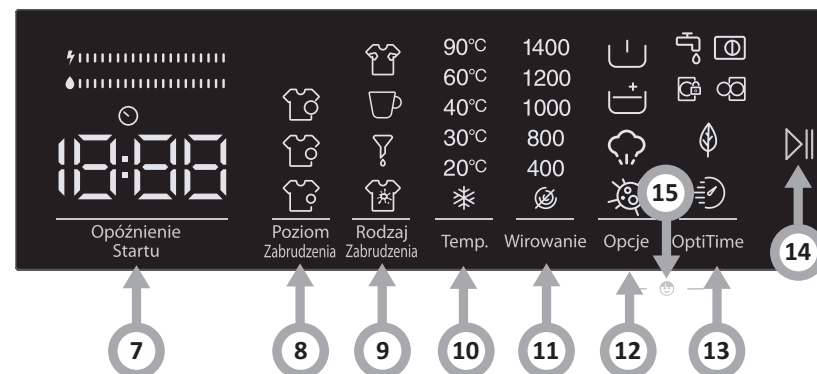 90°C 1400
60°C 1200
40°C 1000
30°C 800
20°C 400
18:88
Opóźnienie
Startu
Poziom
Zabrudzenia
Rodzaj
Zabrudzenia
Temp.
Wirowanie
Opcje
OptiTime
15
14
7
8
9
10
11
12
13